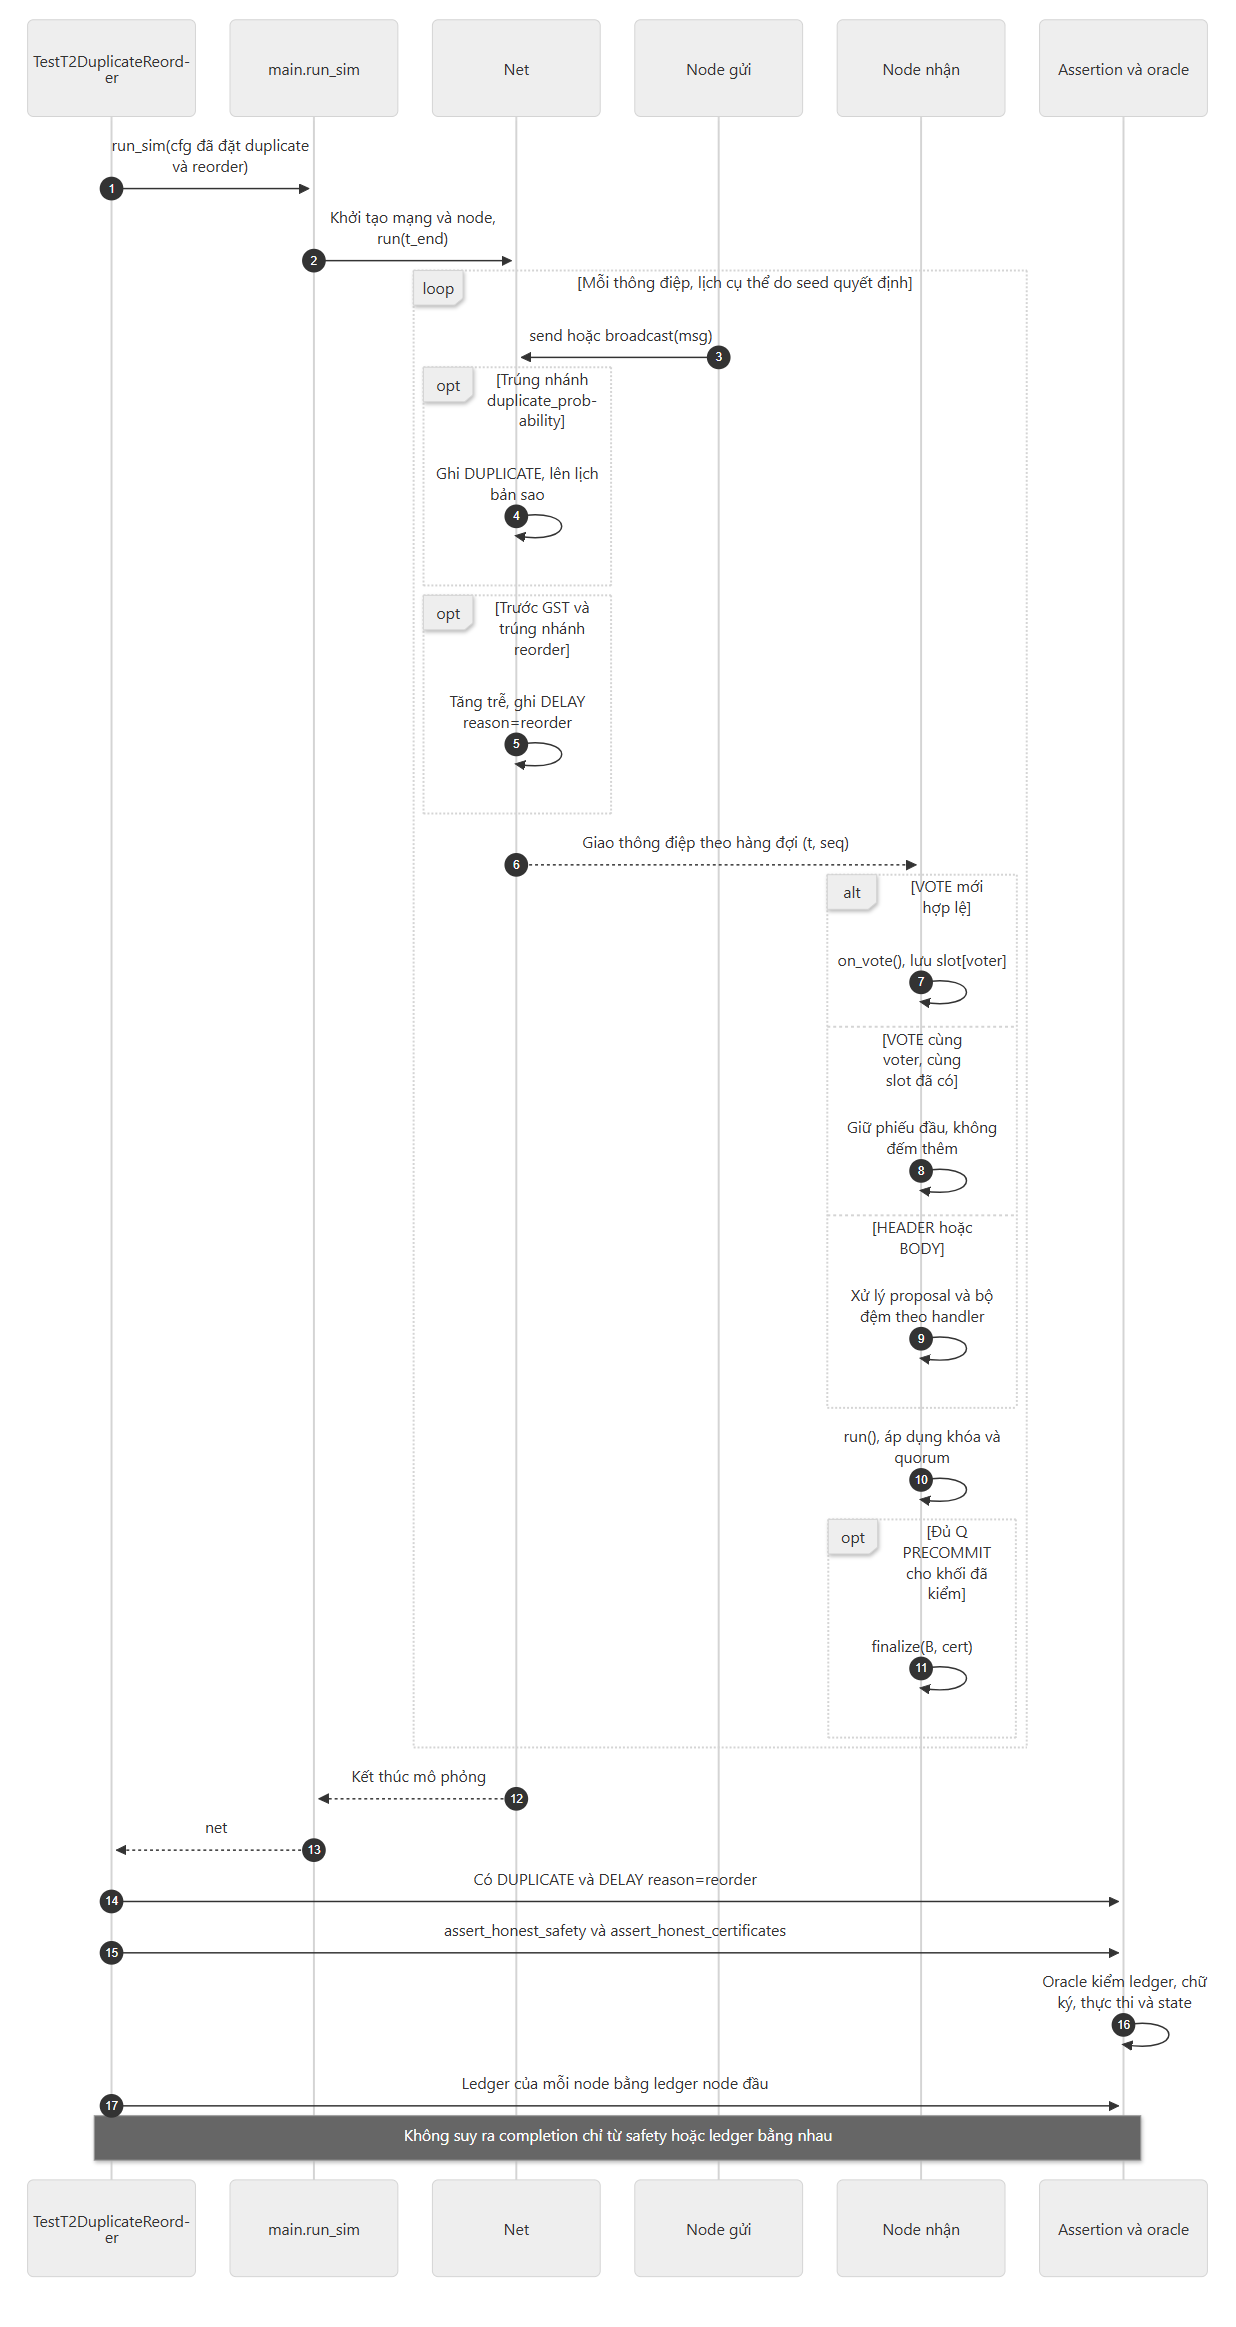 TestT2DuplicateReord-
er
main.run_sim
Net
Node gửi
Node nhận
Assertion và oracle
run_sim(cfg đã đặt duplicate
và reorder)
1
Khởi tạo mạng và node,
run(t_end)
2
loop
[Mỗi thông điệp, lịch cụ thể do seed quyết định]
send hoặc broadcast(msg)
3
opt
[Trúng nhánh
duplicate_prob-
ability]
Ghi DUPLICATE, lên lịch
bản sao
4
opt
[Trước GST và
trúng nhánh
reorder]
Tăng trễ, ghi DELAY
reason=reorder
5
Giao thông điệp theo hàng đợi (t, seq)
6
alt
[VOTE mới
hợp lệ]
on_vote(), lưu slot[voter]
7
[VOTE cùng
voter, cùng
slot đã có]
Giữ phiếu đầu, không
đếm thêm
8
[HEADER hoặc
BODY]
Xử lý proposal và bộ
đệm theo handler
9
run(), áp dụng khóa và
quorum
10
opt
[Đủ Q
PRECOMMIT
cho khối đã
kiểm]
finalize(B, cert)
11
Kết thúc mô phỏng
12
net
13
Có DUPLICATE và DELAY reason=reorder
14
assert_honest_safety và assert_honest_certificates
15
Oracle kiểm ledger, chữ
ký, thực thi và state
16
Ledger của mỗi node bằng ledger node đầu
17
Không suy ra completion chỉ từ safety hoặc ledger bằng nhau
TestT2DuplicateReord-
er
main.run_sim
Net
Node gửi
Node nhận
Assertion và oracle